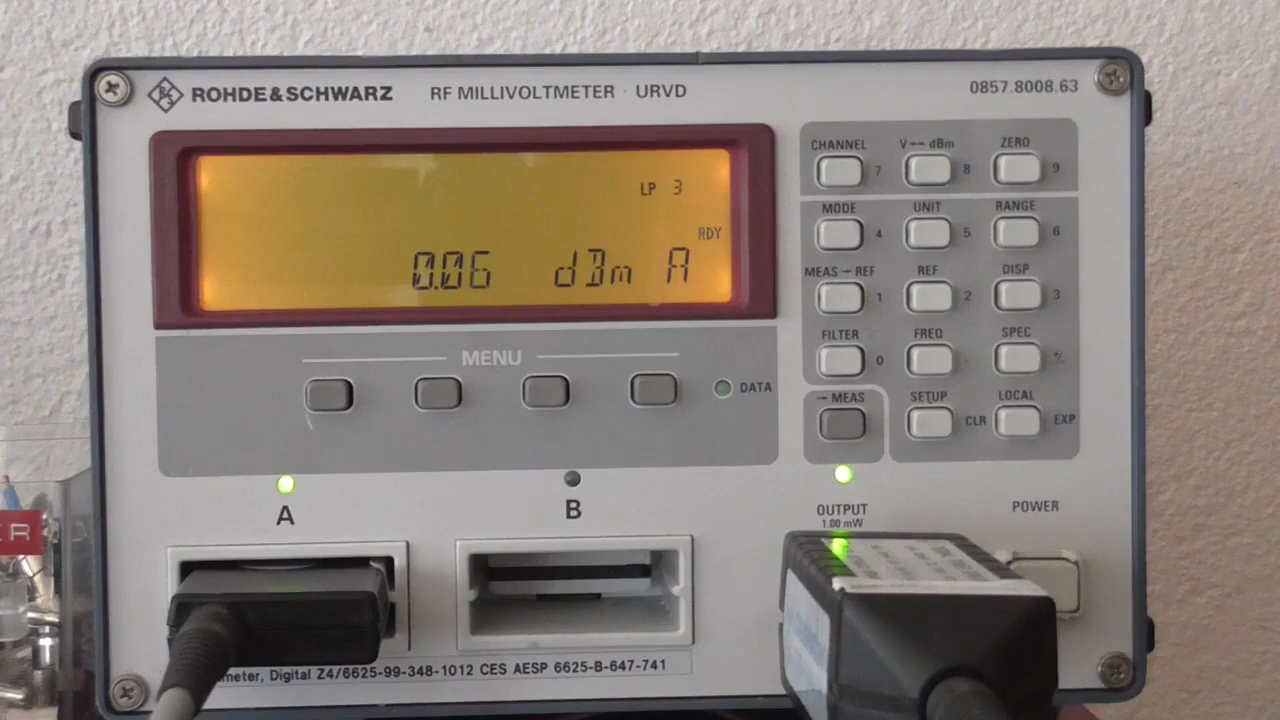 ROHDE&SCHWARZ RF MILLIVOLTMETER · URVD 0857.8008.63
LP 3
RDY
0.06 dBm A
CHANNEL V dBm ZERO
7 8 9
MODE UNIT RANGE
4 5 6
MEAS→REF REF DISP
1 2 3
FILTER FREQ SPEC
0
MENU
DATA
→MEAS SETUP LOCAL
CLR EXP
A B
OUTPUT POWER
1.00 mW
meter, Digital Z4/6625-99-348-1012 CES AESP 6625-B-647-741